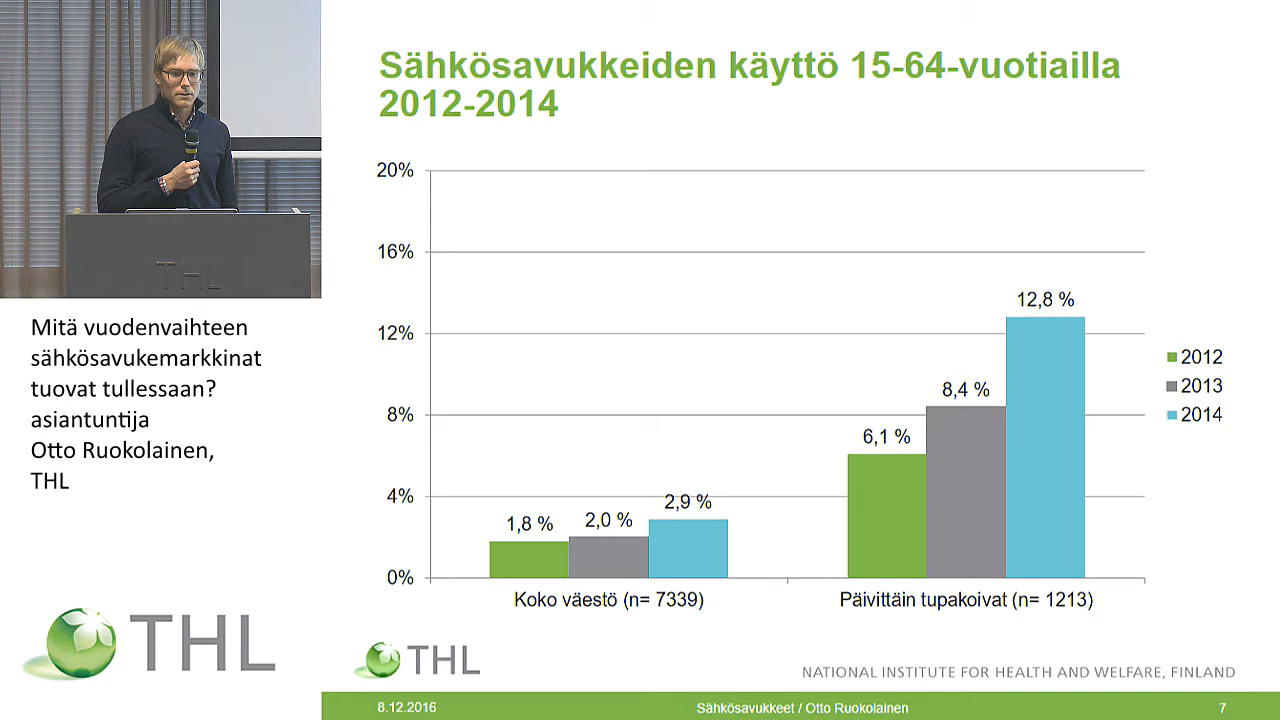 Sähkösavukkeiden käyttö 15-64-vuotiailla
2012-2014
20%
16%
12%
8%
4%
0%
1,8 %
2,0 %
2,9 %
6,1 %
8,4 %
12,8 %
Koko väestö (n= 7339)
Päivittäin tupakoivat (n= 1213)
2012
2013
2014
THL
Mitä vuodenvaihteen
sähkösavukemarkkinat
tuovat tullessaan?
asiantuntija
Otto Ruokolainen,
THL
THL
THL
NATIONAL INSTITUTE FOR HEALTH AND WELFARE, FINLAND
8.12.2016
Sähkösavukkeet / Otto Ruokolainen
7